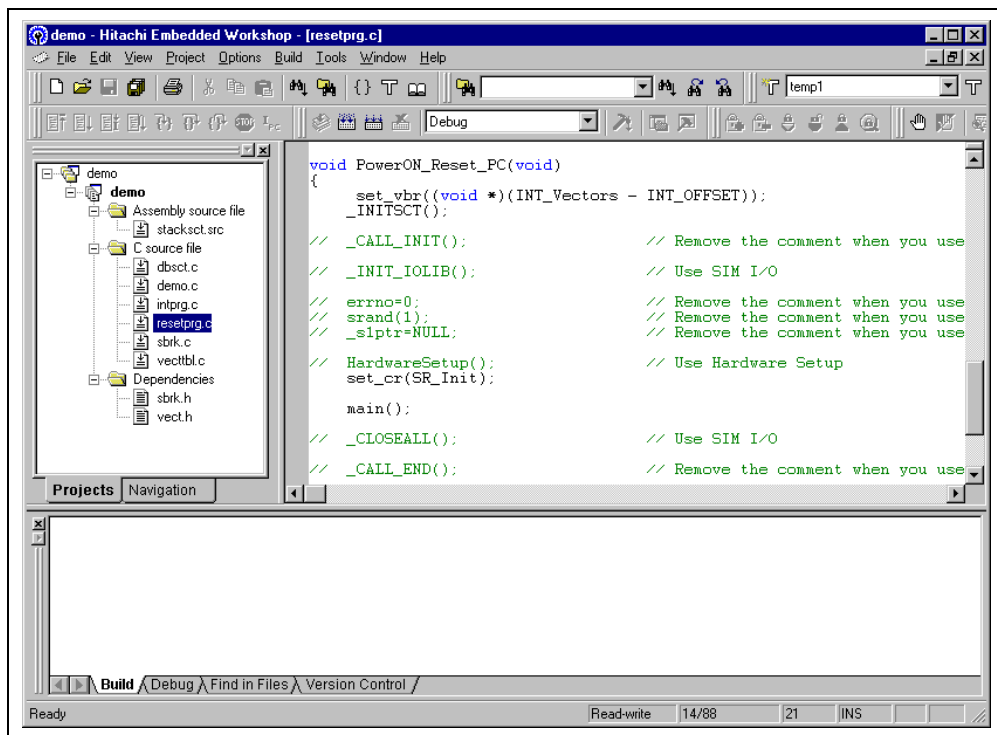 demo - Hitachi Embedded Workshop - [resetprg.c]
File Edit View Project Options Build Tools Window Help
temp1
Debug
demo
demo
Assembly source file
stacksct.src
C source file
dbsct.c
demo.c
intprg.c
resetprg.c
sbrk.c
vecttbl.c
Dependencies
sbrk.h
vect.h
Projects Navigation
void PowerON_Reset_PC(void)
{
set_vbr((void *)(INT_Vectors - INT_OFFSET));
_INITSCT();
// _CALL_INIT(); // Remove the comment when you use
// _INIT_IOLIB(); // Use SIM I/O
// errno=0; // Remove the comment when you use
// srand(1); // Remove the comment when you use
// _s1ptr=NULL; // Remove the comment when you use
// HardwareSetup(); // Use Hardware Setup
set_cr(SR_Init);
main();
// _CLOSEALL(); // Use SIM I/O
// _CALL_END(); // Remove the comment when you use
Build Debug Find in Files Version Control
Ready Read-write 14/88 21 INS